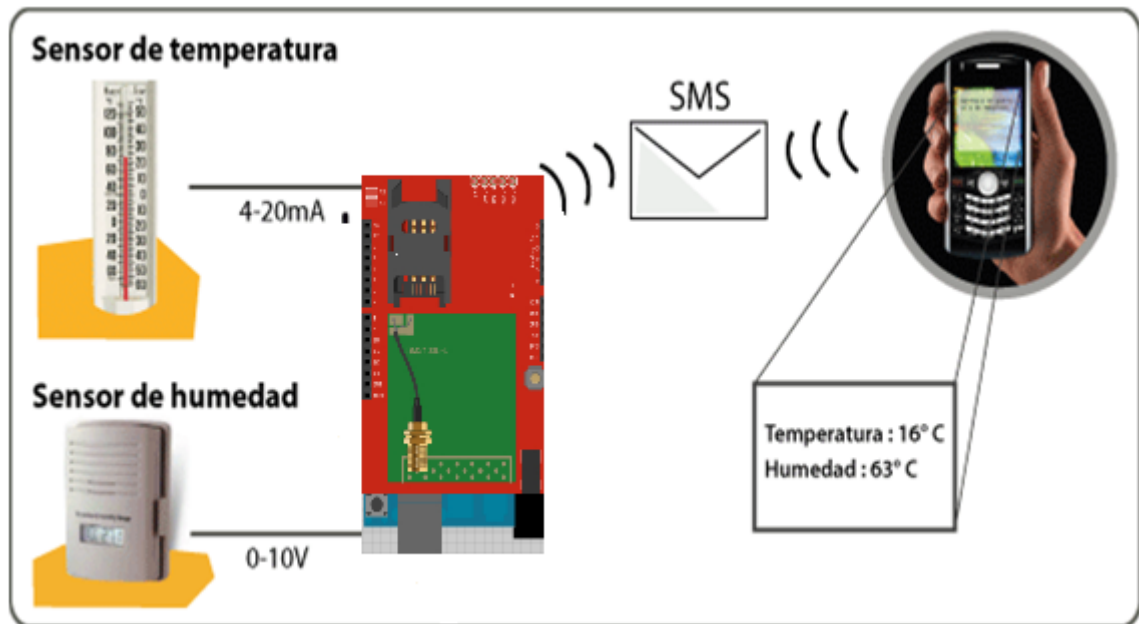 Sensor de temperatura
SMS
4-20mA
Sensor de humedad
0-10V
Temperatura : 16° C
Humedad : 63° C